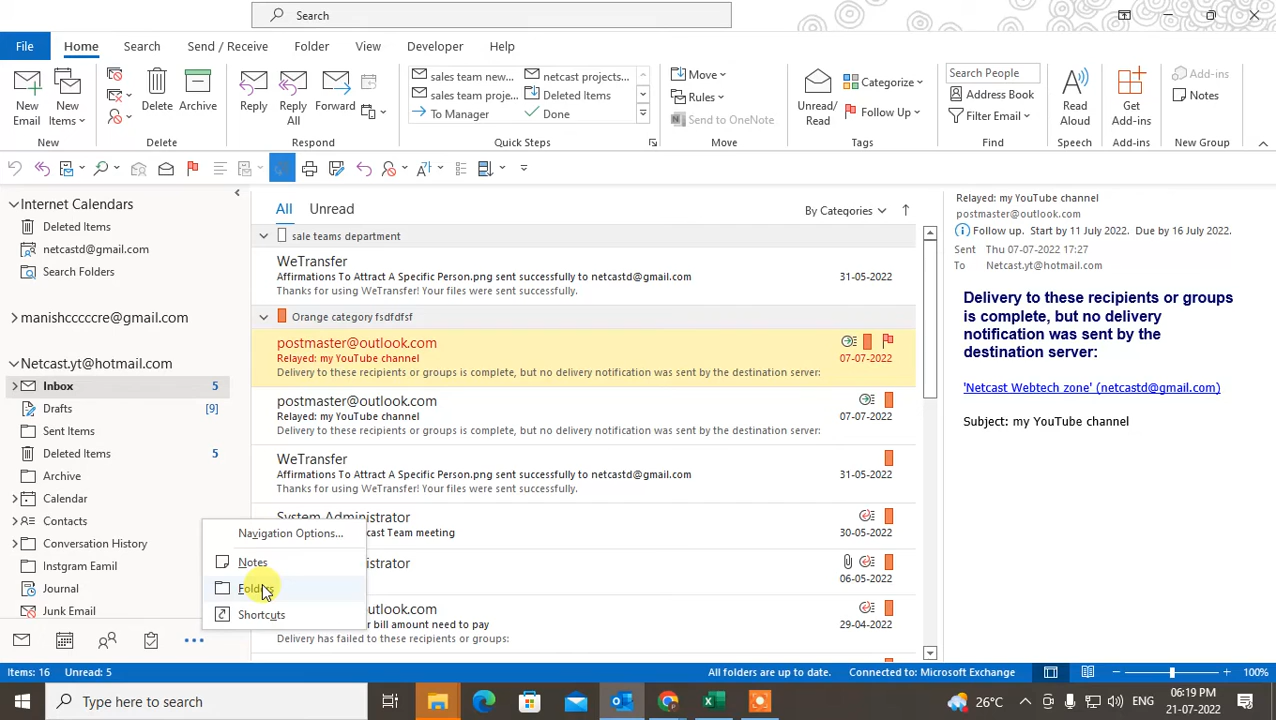 Search
File Home Search Send / Receive Folder View Developer Help
New Email
New Items
Delete Archive
Reply Reply All Forward
sales team new... netcast projects...
sales team proje... Deleted Items
To Manager Done
Move
Rules
Send to OneNote
Unread/ Read
Categorize
Follow Up
Search People
Address Book
Filter Email
Read Aloud
Get Add-ins
Add-ins
Notes
New Delete Respond Quick Steps Move Tags Find Speech Add-ins New Group
Internet Calendars
Deleted Items
netcastd@gmail.com
Search Folders
manishcccccre@gmail.com
Netcast.yt@hotmail.com
Inbox 5
Drafts [9]
Sent Items
Deleted Items 5
Archive
Calendar
Contacts
Conversation History
Instgram Eamil
Journal
Junk Email
Navigation Options...
Notes
Folders
Shortcuts
All Unread By Categories
sale teams department
WeTransfer
Affirmations To Attract A Specific Person.png sent successfully to netcastd@gmail.com 31-05-2022
Thanks for using WeTransfer! Your files were sent successfully.
Orange category fsdfdfsf
postmaster@outlook.com
Relayed: my YouTube channel 07-07-2022
Delivery to these recipients or groups is complete, but no delivery notification was sent by the destination server:
postmaster@outlook.com
Relayed: my YouTube channel 07-07-2022
Delivery to these recipients or groups is complete, but no delivery notification was sent by the destination server:
WeTransfer
Affirmations To Attract A Specific Person.png sent successfully to netcastd@gmail.com 31-05-2022
Thanks for using WeTransfer! Your files were sent successfully.
System Administrator
cast Team meeting 30-05-2022
istrator
06-05-2022
utlook.com
r bill amount need to pay 29-04-2022
Delivery has failed to these recipients or groups:
Relayed: my YouTube channel
postmaster@outlook.com
Follow up. Start by 11 July 2022. Due by 16 July 2022.
Sent Thu 07-07-2022 17:27
To Netcast.yt@hotmail.com
Delivery to these recipients or groups
is complete, but no delivery
notification was sent by the
destination server:
'Netcast Webtech zone' (netcastd@gmail.com)
Subject: my YouTube channel
Items: 16 Unread: 5 All folders are up to date. Connected to: Microsoft Exchange 100%
Type here to search 26°C ENG 06:19 PM
21-07-2022